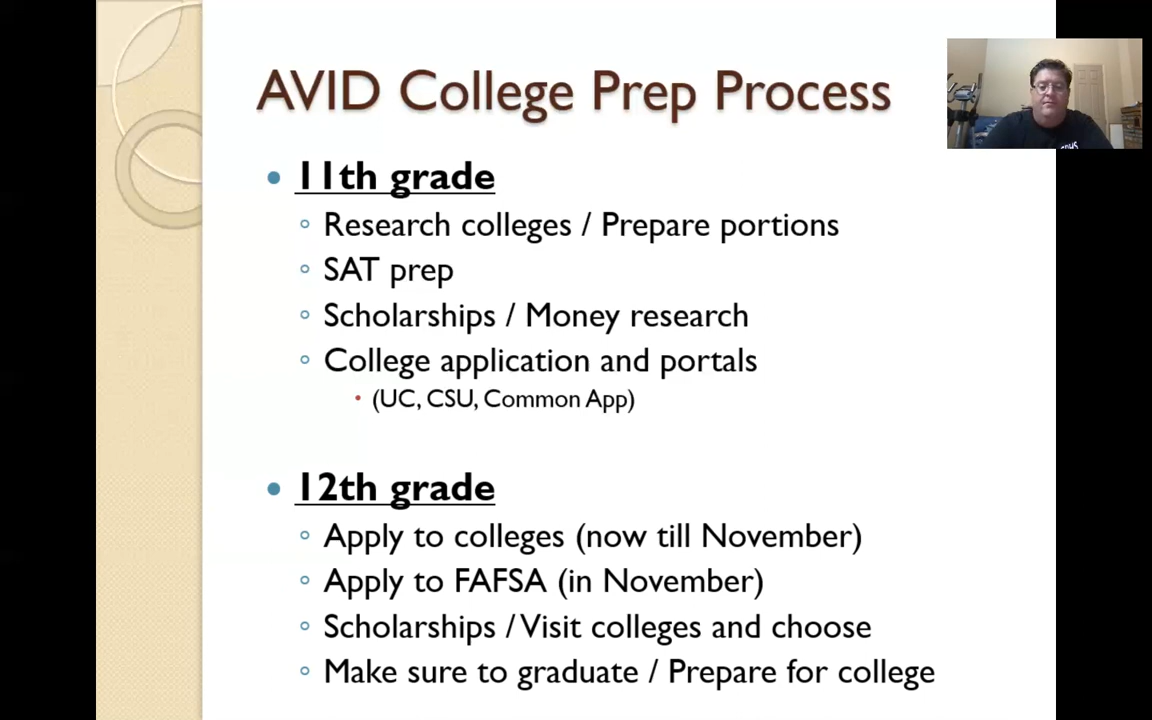 AVID College Prep Process
• 11th grade
◦ Research colleges / Prepare portions
◦ SAT prep
◦ Scholarships / Money research
◦ College application and portals
• (UC, CSU, Common App)
• 12th grade
◦ Apply to colleges (now till November)
◦ Apply to FAFSA (in November)
◦ Scholarships / Visit colleges and choose
◦ Make sure to graduate / Prepare for college